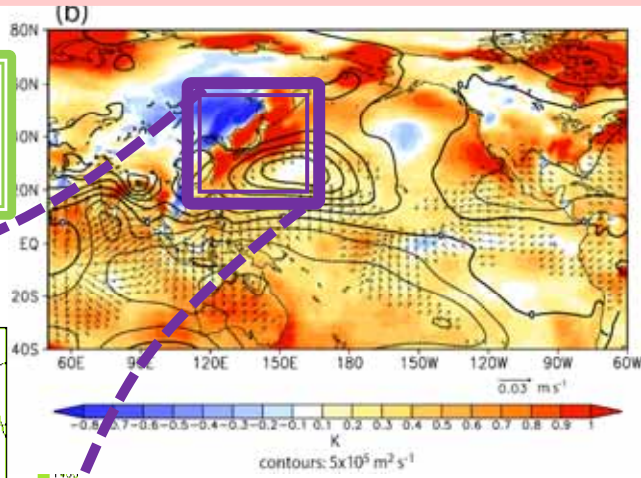 (b)
80N
60N
40N
20N
EQ
20S
40S
60E 90E 120E 150E 180 150W 120W 90W 60W
0.03 m s⁻¹
-0.8 -0.7 -0.6 -0.5 -0.4 -0.3 -0.2 -0.1 0.1 0.2 0.3 0.4 0.5 0.6 0.7 0.8 0.9 1
K
contours: 5x10⁵ m² s⁻¹